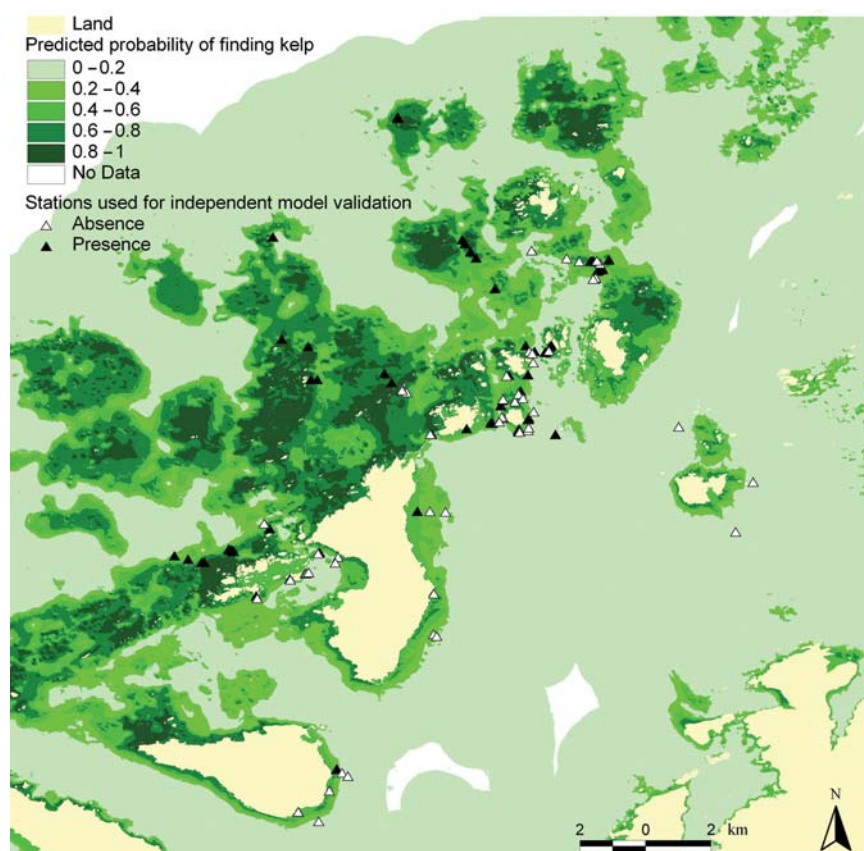 Land
Predicted probability of finding kelp
0 – 0.2
0.2 – 0.4
0.4 – 0.6
0.6 – 0.8
0.8 – 1
No Data
Stations used for independent model validation
Absence
Presence
N
2 0 2 km